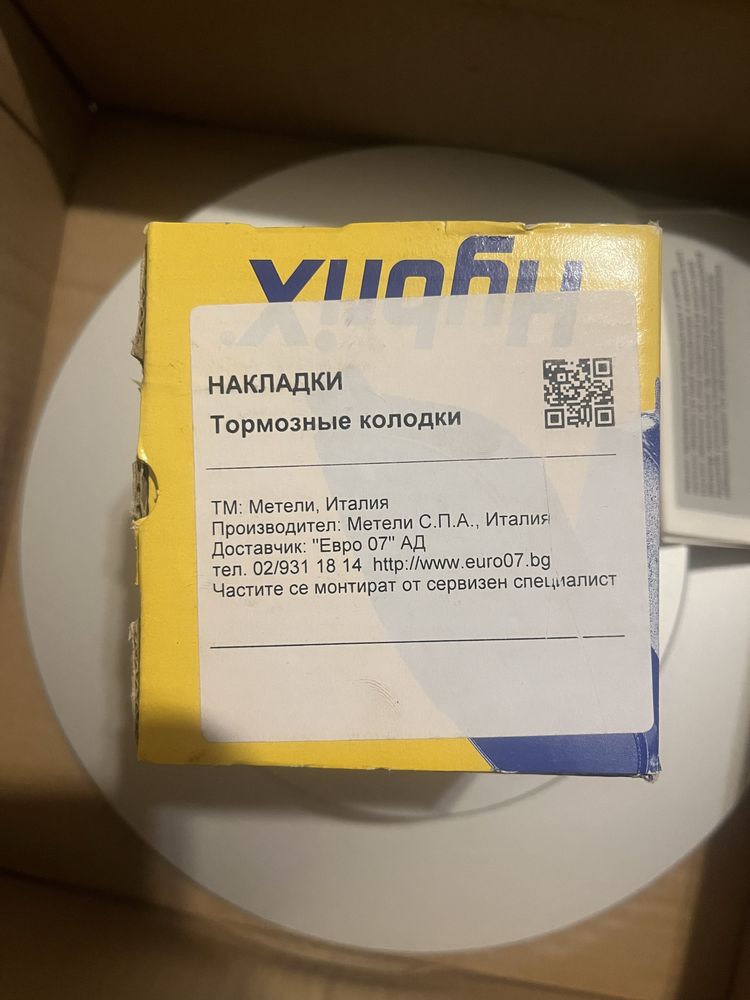 Hybrix
НАКЛАДКИ
Тормозные колодки
ТМ: Метели, Италия
Производител: Метели С.П.А., Италия
Доставчик: "Евро 07" АД
тел. 02/931 18 14 http://www.euro07.bg
Частите се монтират от сервизен специалист